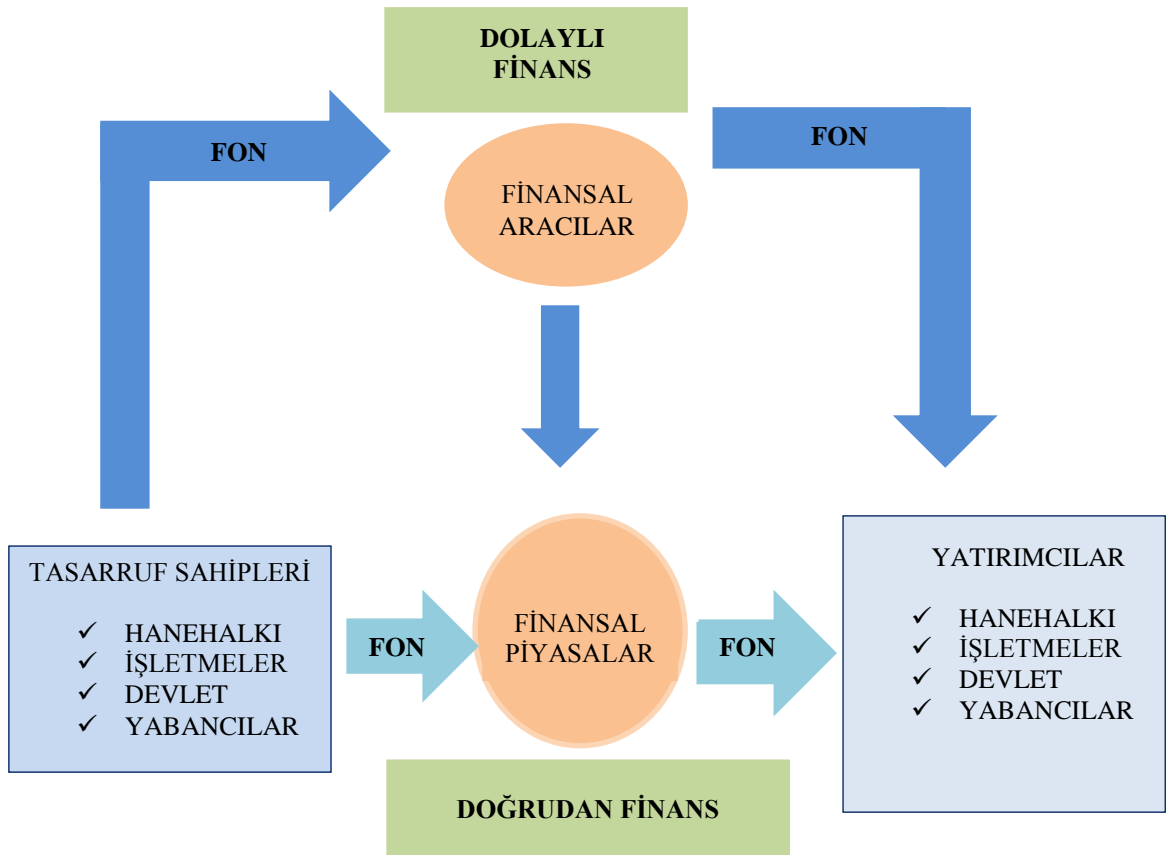 DOLAYLI
FİNANS
FON
FON
FİNANSAL
ARACILAR
TASARRUF SAHİPLERİ
✓ HANEHALKI
✓ İŞLETMELER
✓ DEVLET
✓ YABANCILAR
FON
FİNANSAL
PİYASALAR
FON
YATIRIMCILAR
✓ HANEHALKI
✓ İŞLETMELER
✓ DEVLET
✓ YABANCILAR
DOĞRUDAN FİNANS